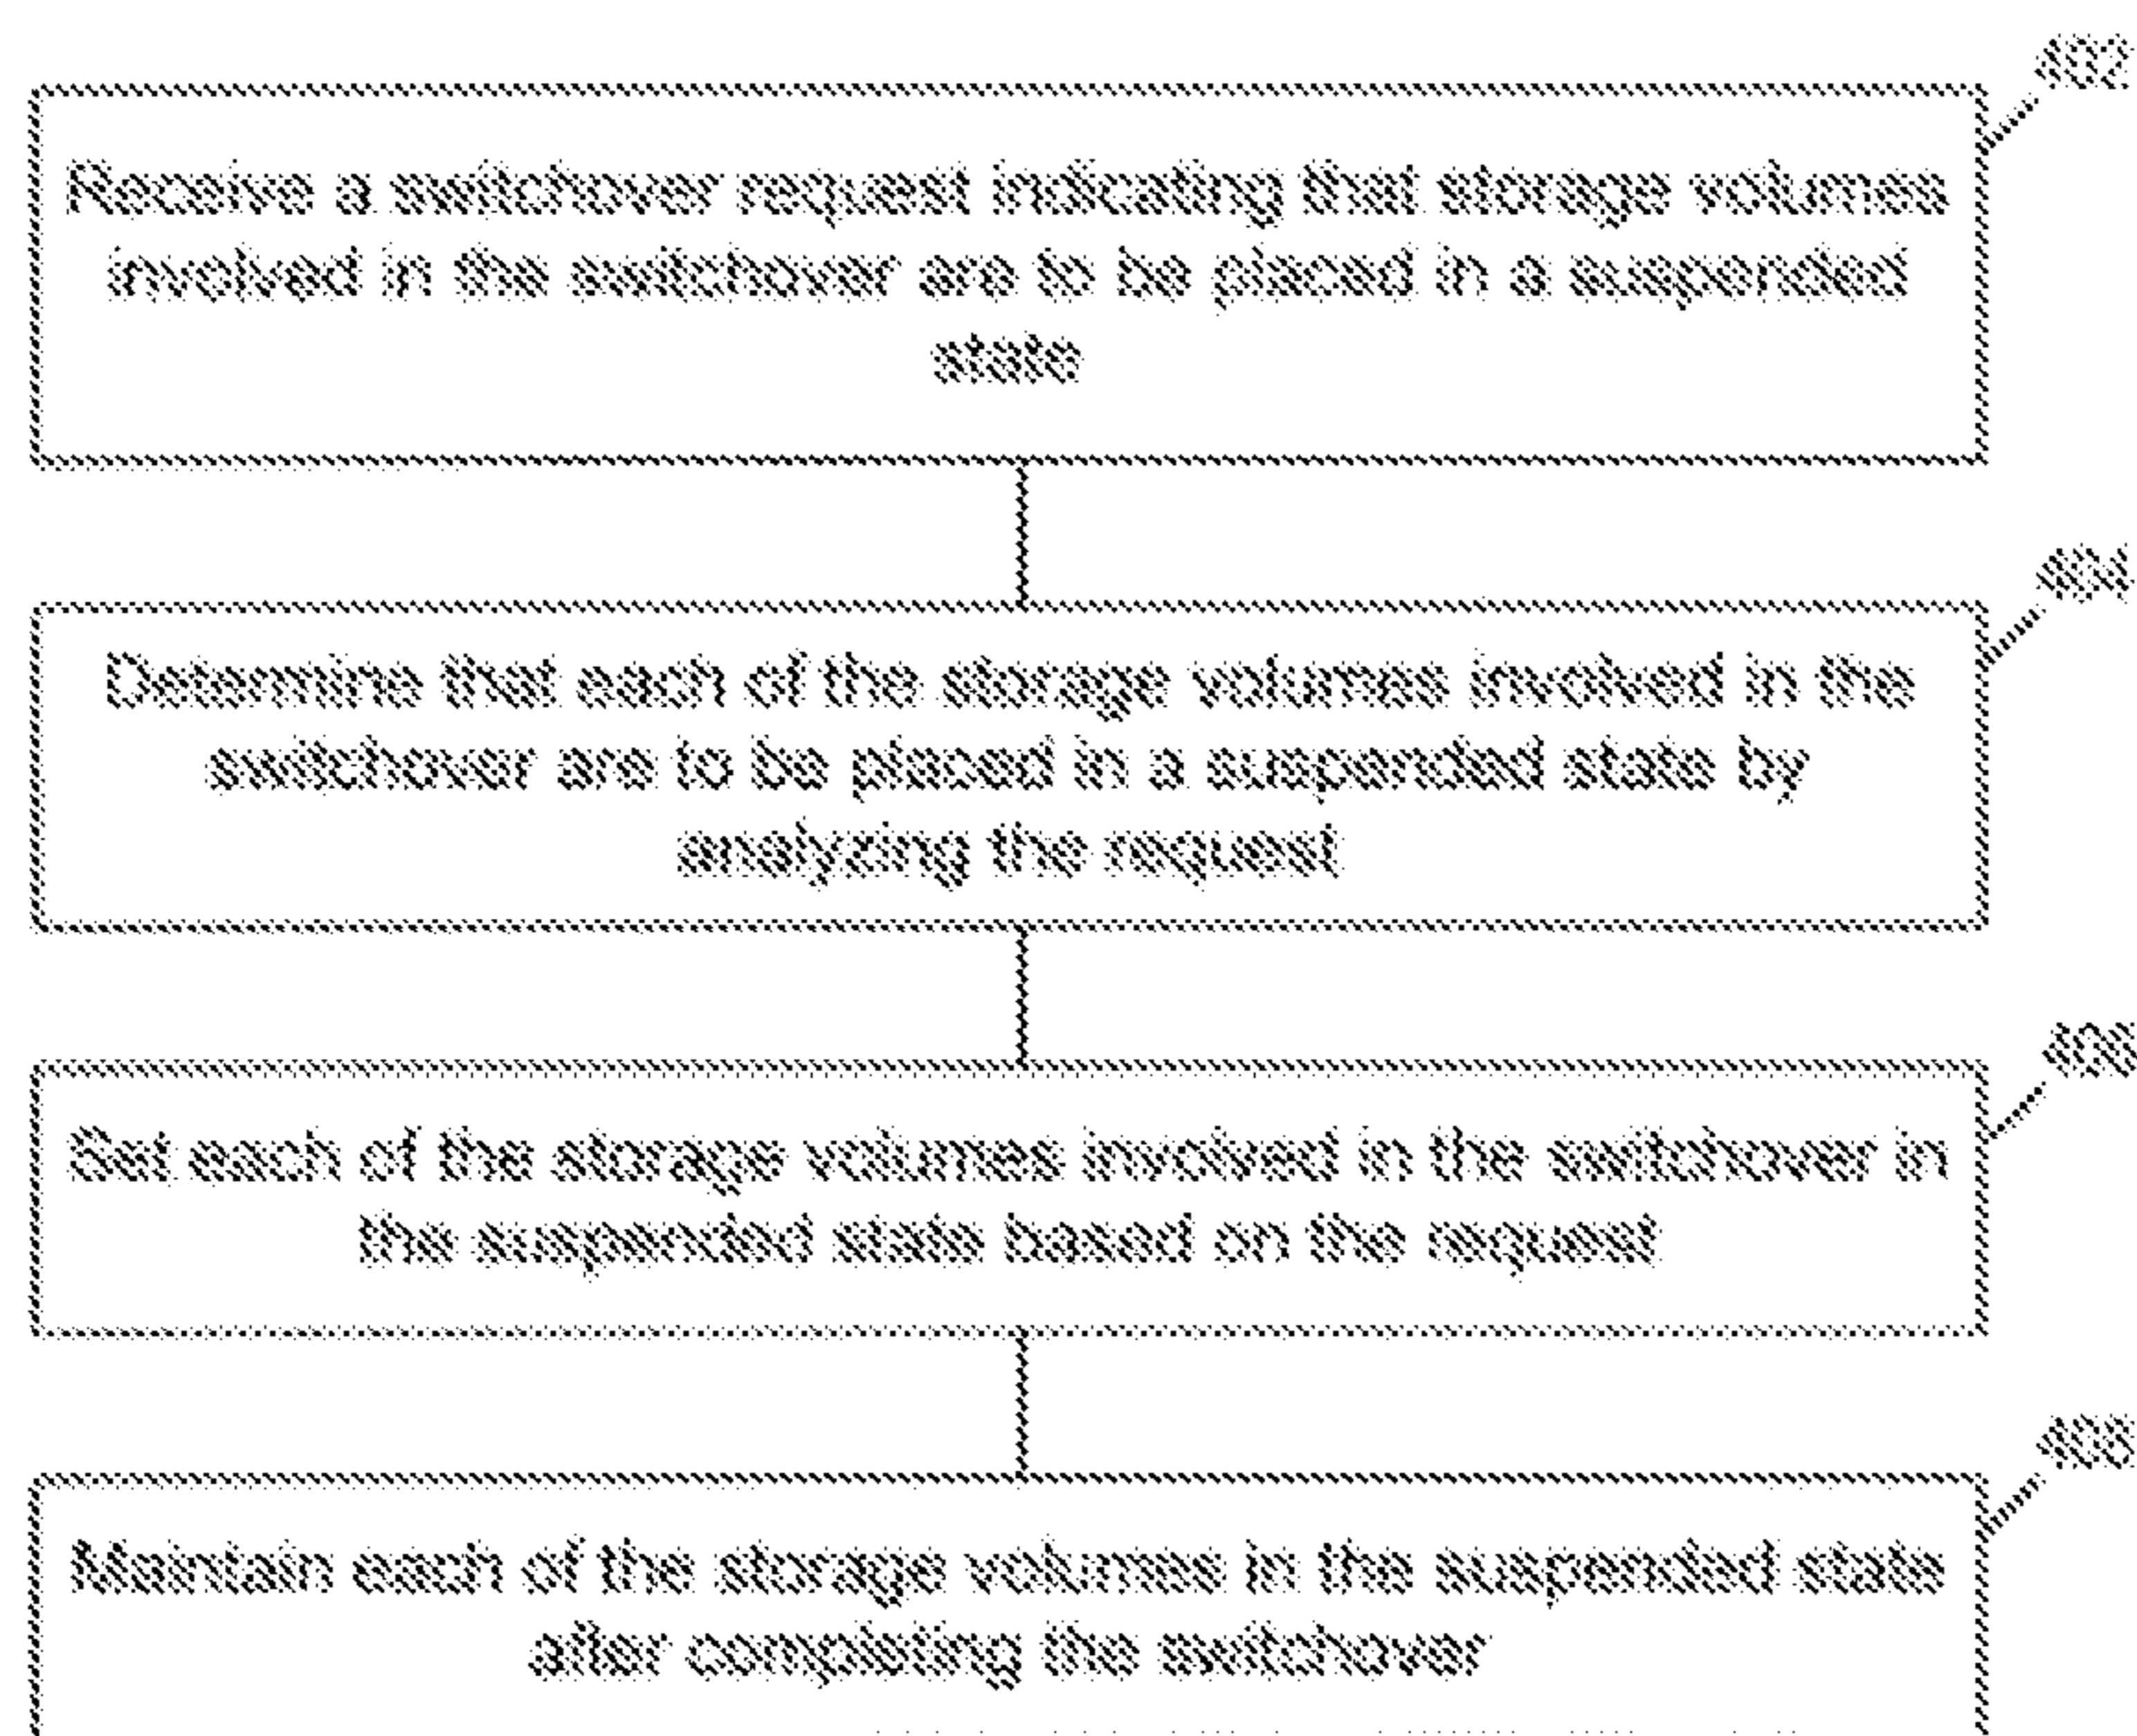 402
Receive a switchover request indicating that storage volumes
involved in the switchover are to be placed in a suspended
state
404
Determine that each of the storage volumes involved in the
switchover are to be placed in a suspended state by
analyzing the request
Set each of the storage volumes involved in the switchover in
the suspended state based on the request
Maintain each of the storage volumes in the suspended state
after completing the switchover